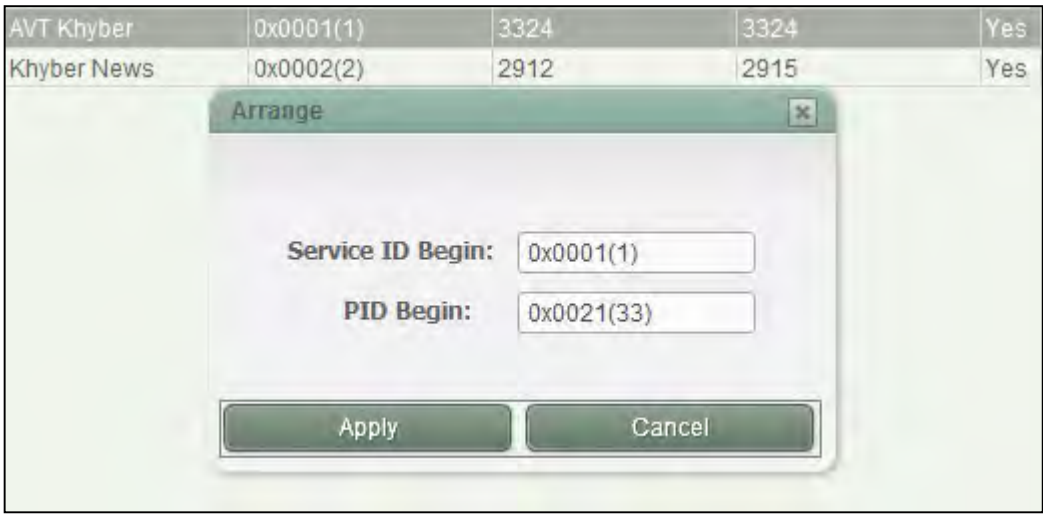 AVT Khyber 0x0001(1) 3324 3324 Yes
Khyber News 0x0002(2) 2912 2915 Yes
Arrange
Service ID Begin: 0x0001(1)
PID Begin: 0x0021(33)
Apply Cancel